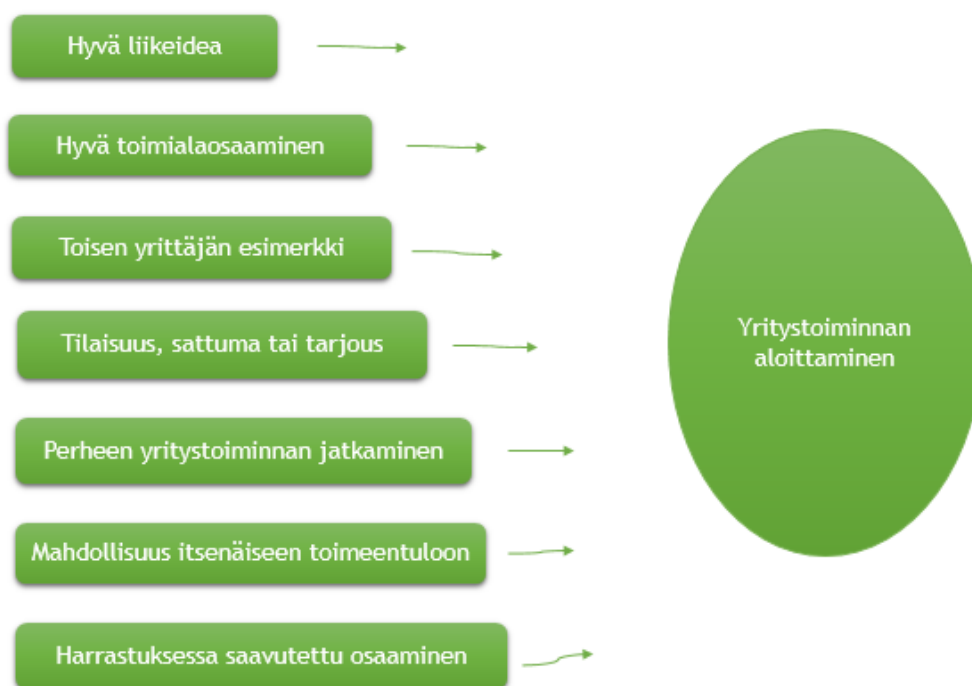 Hyvä liikeidea
Hyvä toimialaosaaminen
Toisen yrittäjän esimerkki
Tilaisuus, sattuma tai tarjous
Perheen yritystoiminnan jatkaminen
Mahdollisuus itsenäiseen toimeentuloon
Harrastuksessa saavutettu osaaminen
Yritystoiminnan
aloittaminen